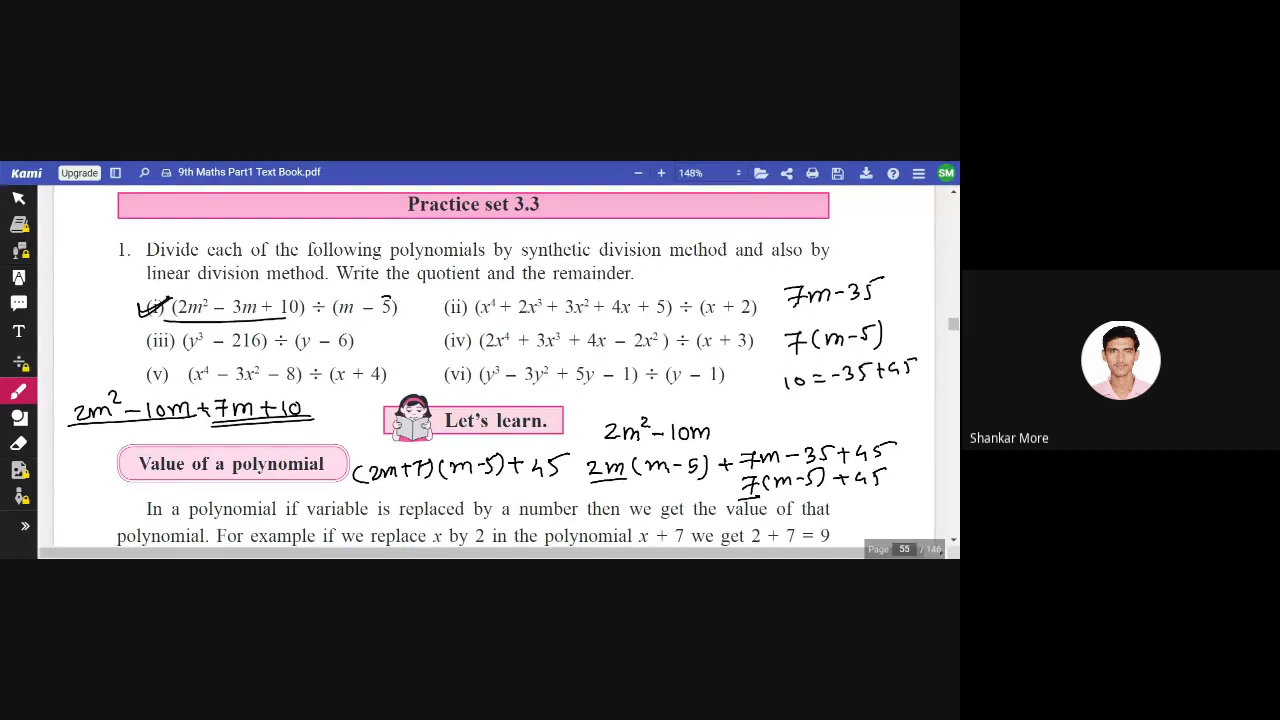 Kami Upgrade 9th Maths Part1 Text Book.pdf 148% SM
Practice set 3.3
1. Divide each of the following polynomials by synthetic division method and also by
linear division method. Write the quotient and the remainder.
7m-35
(i) (2m² − 3m + 10) ÷ (m − 5) (ii) (x⁴ + 2x³ + 3x² + 4x + 5) ÷ (x + 2)
(iii) (y³ − 216) ÷ (y − 6) (iv) (2x⁴ + 3x³ + 4x − 2x² ) ÷ (x + 3)
7(m-5)
(v) (x⁴ − 3x² − 8) ÷ (x + 4) (vi) (y³ − 3y² + 5y − 1) ÷ (y − 1)
10=-35+45
2m²-10m+7m+10
Let's learn.
2m²-10m
Value of a polynomial
(2m+7)(m-5)+45
2m(m-5)+7m-35+45
7(m-5)+45
In a polynomial if variable is replaced by a number then we get the value of that
polynomial. For example if we replace x by 2 in the polynomial x + 7 we get 2 + 7 = 9
Page 55 / 146
Shankar More